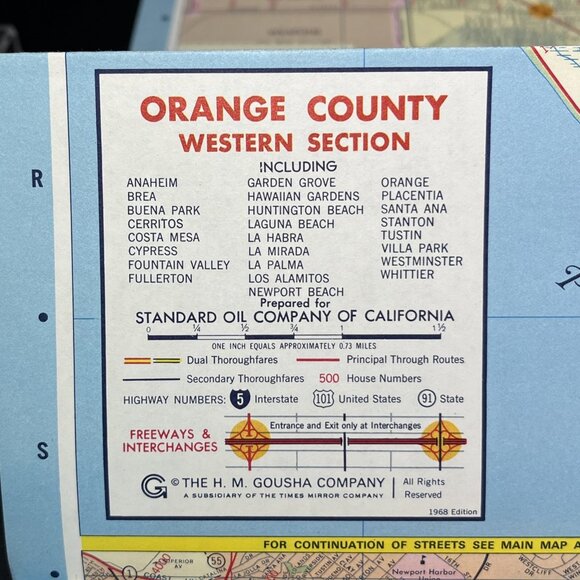 ORANGE COUNTY
WESTERN SECTION
INCLUDING
ANAHEIM
BREA
BUENA PARK
CERRITOS
COSTA MESA
CYPRESS
FOUNTAIN VALLEY
FULLERTON
GARDEN GROVE
HAWAIIAN GARDENS
HUNTINGTON BEACH
LAGUNA BEACH
LA HABRA
LA MIRADA
LA PALMA
LOS ALAMITOS
NEWPORT BEACH
ORANGE
PLACENTIA
SANTA ANA
STANTON
TUSTIN
VILLA PARK
WESTMINSTER
WHITTIER
Prepared for
STANDARD OIL COMPANY OF CALIFORNIA
0 ¼ ½ ¾ 1 1½
ONE INCH EQUALS APPROXIMATELY 0.73 MILES
Dual Thoroughfares Principal Through Routes
Secondary Thoroughfares 500 House Numbers
HIGHWAY NUMBERS: 5 Interstate 101 United States 91 State
FREEWAYS &
INTERCHANGES
Entrance and Exit only at Interchanges
G © THE H. M. GOUSHA COMPANY
A SUBSIDIARY OF THE TIMES MIRROR COMPANY
All Rights
Reserved
1968 Edition
R
S
FOR CONTINUATION OF STREETS SEE MAIN MAP A
1
COAST
55
Newport Harbor